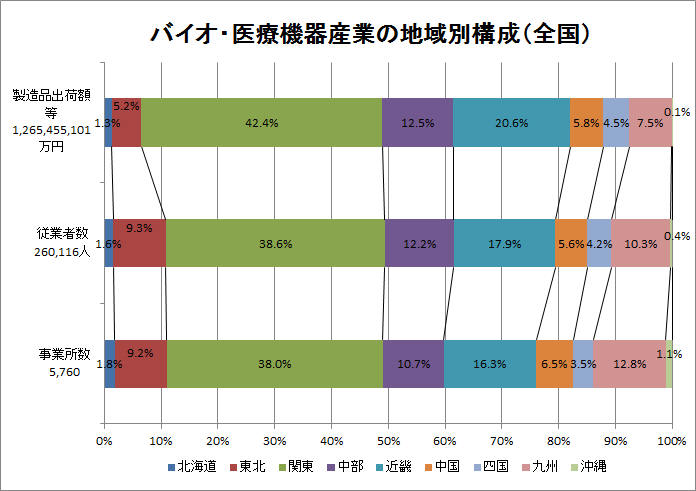 バイオ・医療機器産業の地域別構成（全国）
製造品出荷額
等
1,265,455,101
万円
1.3% 5.2% 42.4% 12.5% 20.6% 5.8% 4.5% 7.5% 0.1%
従業者数
260,116人
1.6% 9.3% 38.6% 12.2% 17.9% 5.6% 4.2% 10.3% 0.4%
事業所数
5,760
1.8% 9.2% 38.0% 10.7% 16.3% 6.5% 3.5% 12.8% 1.1%
0% 10% 20% 30% 40% 50% 60% 70% 80% 90% 100%
北海道 東北 関東 中部 近畿 中国 四国 九州 沖縄